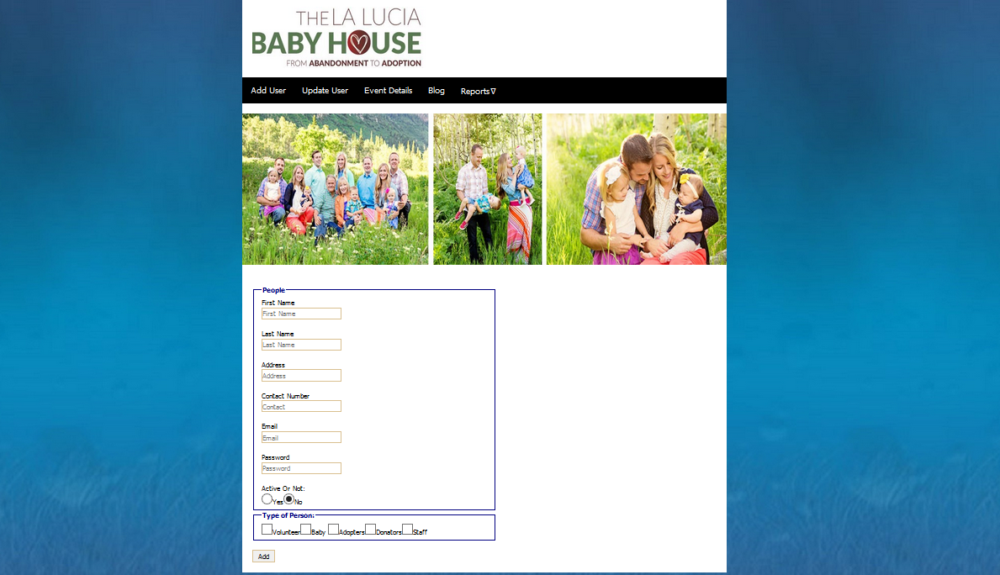 THE LA LUCIA
BABY HOUSE
FROM ABANDONMENT TO ADOPTION
Add User Update User Event Details Blog Reports∇
People
First Name
First Name
Last Name
Last Name
Address
Address
Contact Number
Contact
Email
Email
Password
Password
Active Or Not:
Yes No
Type of Person:
Volunteer Baby Adopters Donators Staff
Add